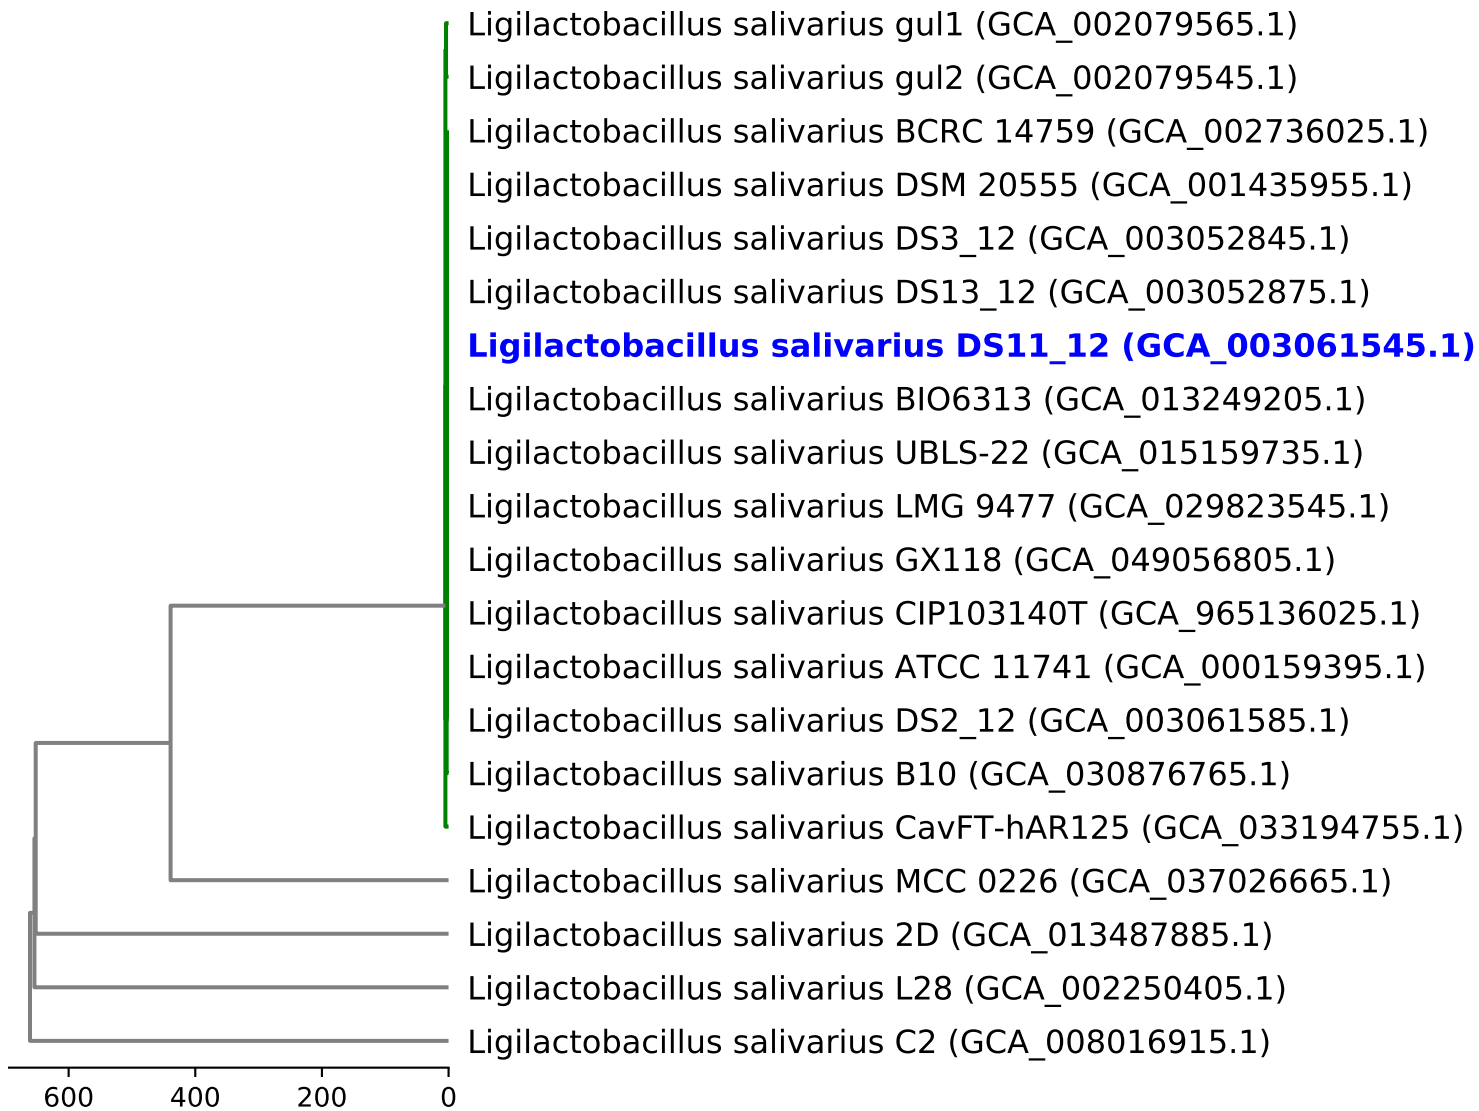 Ligilactobacillus salivarius gul1 (GCA_002079565.1)
Ligilactobacillus salivarius gul2 (GCA_002079545.1)
Ligilactobacillus salivarius BCRC 14759 (GCA_002736025.1)
Ligilactobacillus salivarius DSM 20555 (GCA_001435955.1)
Ligilactobacillus salivarius DS3_12 (GCA_003052845.1)
Ligilactobacillus salivarius DS13_12 (GCA_003052875.1)
Ligilactobacillus salivarius DS11_12 (GCA_003061545.1)
Ligilactobacillus salivarius BIO6313 (GCA_013249205.1)
Ligilactobacillus salivarius UBLS-22 (GCA_015159735.1)
Ligilactobacillus salivarius LMG 9477 (GCA_029823545.1)
Ligilactobacillus salivarius GX118 (GCA_049056805.1)
Ligilactobacillus salivarius CIP103140T (GCA_965136025.1)
Ligilactobacillus salivarius ATCC 11741 (GCA_000159395.1)
Ligilactobacillus salivarius DS2_12 (GCA_003061585.1)
Ligilactobacillus salivarius B10 (GCA_030876765.1)
Ligilactobacillus salivarius CavFT-hAR125 (GCA_033194755.1)
Ligilactobacillus salivarius MCC 0226 (GCA_037026665.1)
Ligilactobacillus salivarius 2D (GCA_013487885.1)
Ligilactobacillus salivarius L28 (GCA_002250405.1)
Ligilactobacillus salivarius C2 (GCA_008016915.1)
600 400 200 0